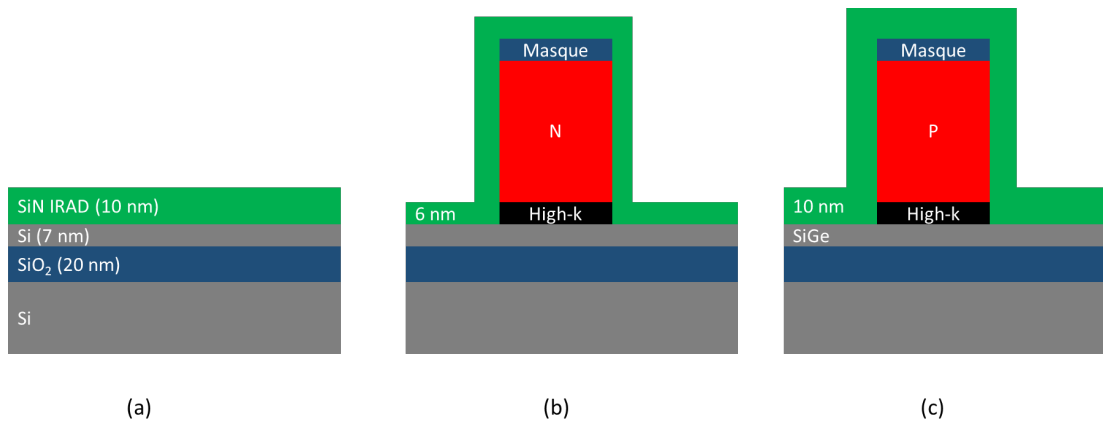 SiN IRAD (10 nm)
Si (7 nm)
SiO₂ (20 nm)
Si
(a)
Masque
N
6 nm
High-k
(b)
Masque
P
10 nm
High-k
SiGe
(c)